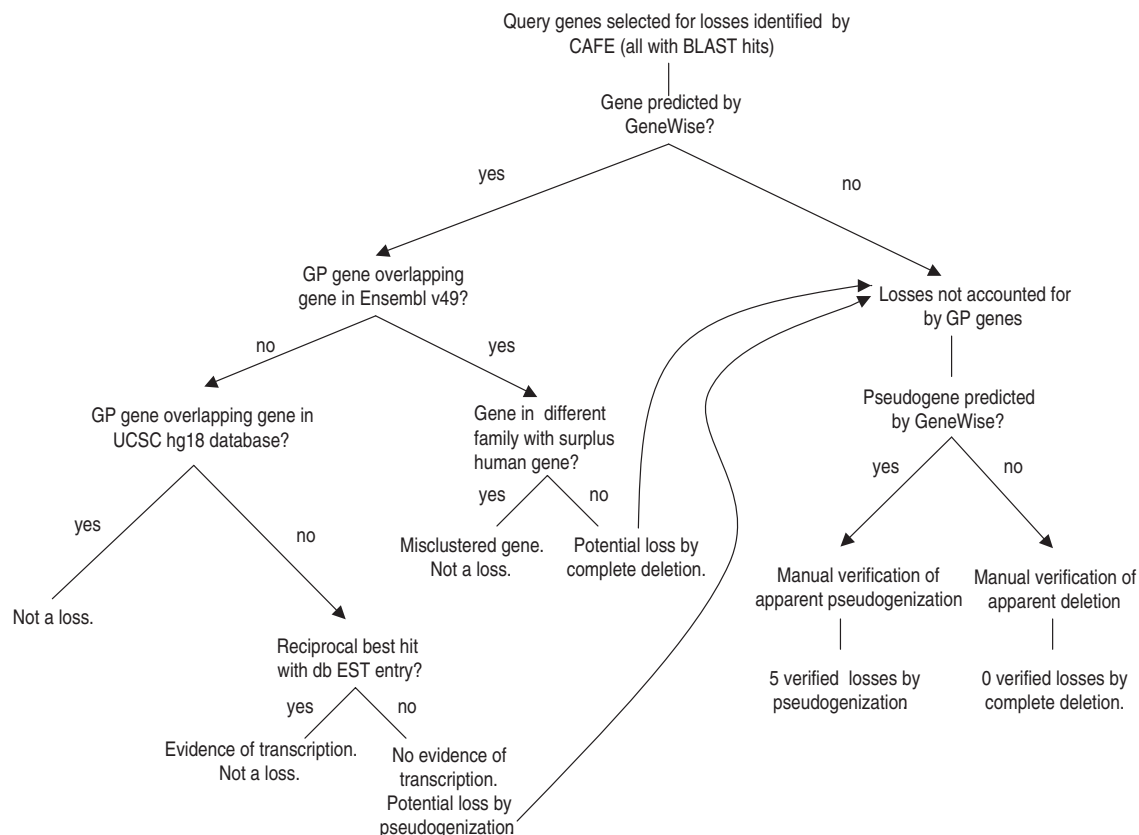 Query genes selected for losses identified by
CAFE (all with BLAST hits)
Gene predicted by
GeneWise?
yes
no
GP gene overlapping
gene in Ensembl v49?
Losses not accounted for
by GP genes
no
yes
GP gene overlapping gene in
UCSC hg18 database?
Gene in different
family with surplus
human gene?
Pseudogene predicted
by GeneWise?
yes
no
yes
no
yes
no
Misclustered gene.
Not a loss.
Potential loss by
complete deletion.
Manual verification of
apparent pseudogenization
Manual verification of
apparent deletion
Not a loss.
Reciprocal best hit
with db EST entry?
5 verified losses by
pseudogenization
0 verified losses by
complete deletion.
yes
no
Evidence of transcription.
Not a loss.
No evidence of
transcription.
Potential loss by
pseudogenization